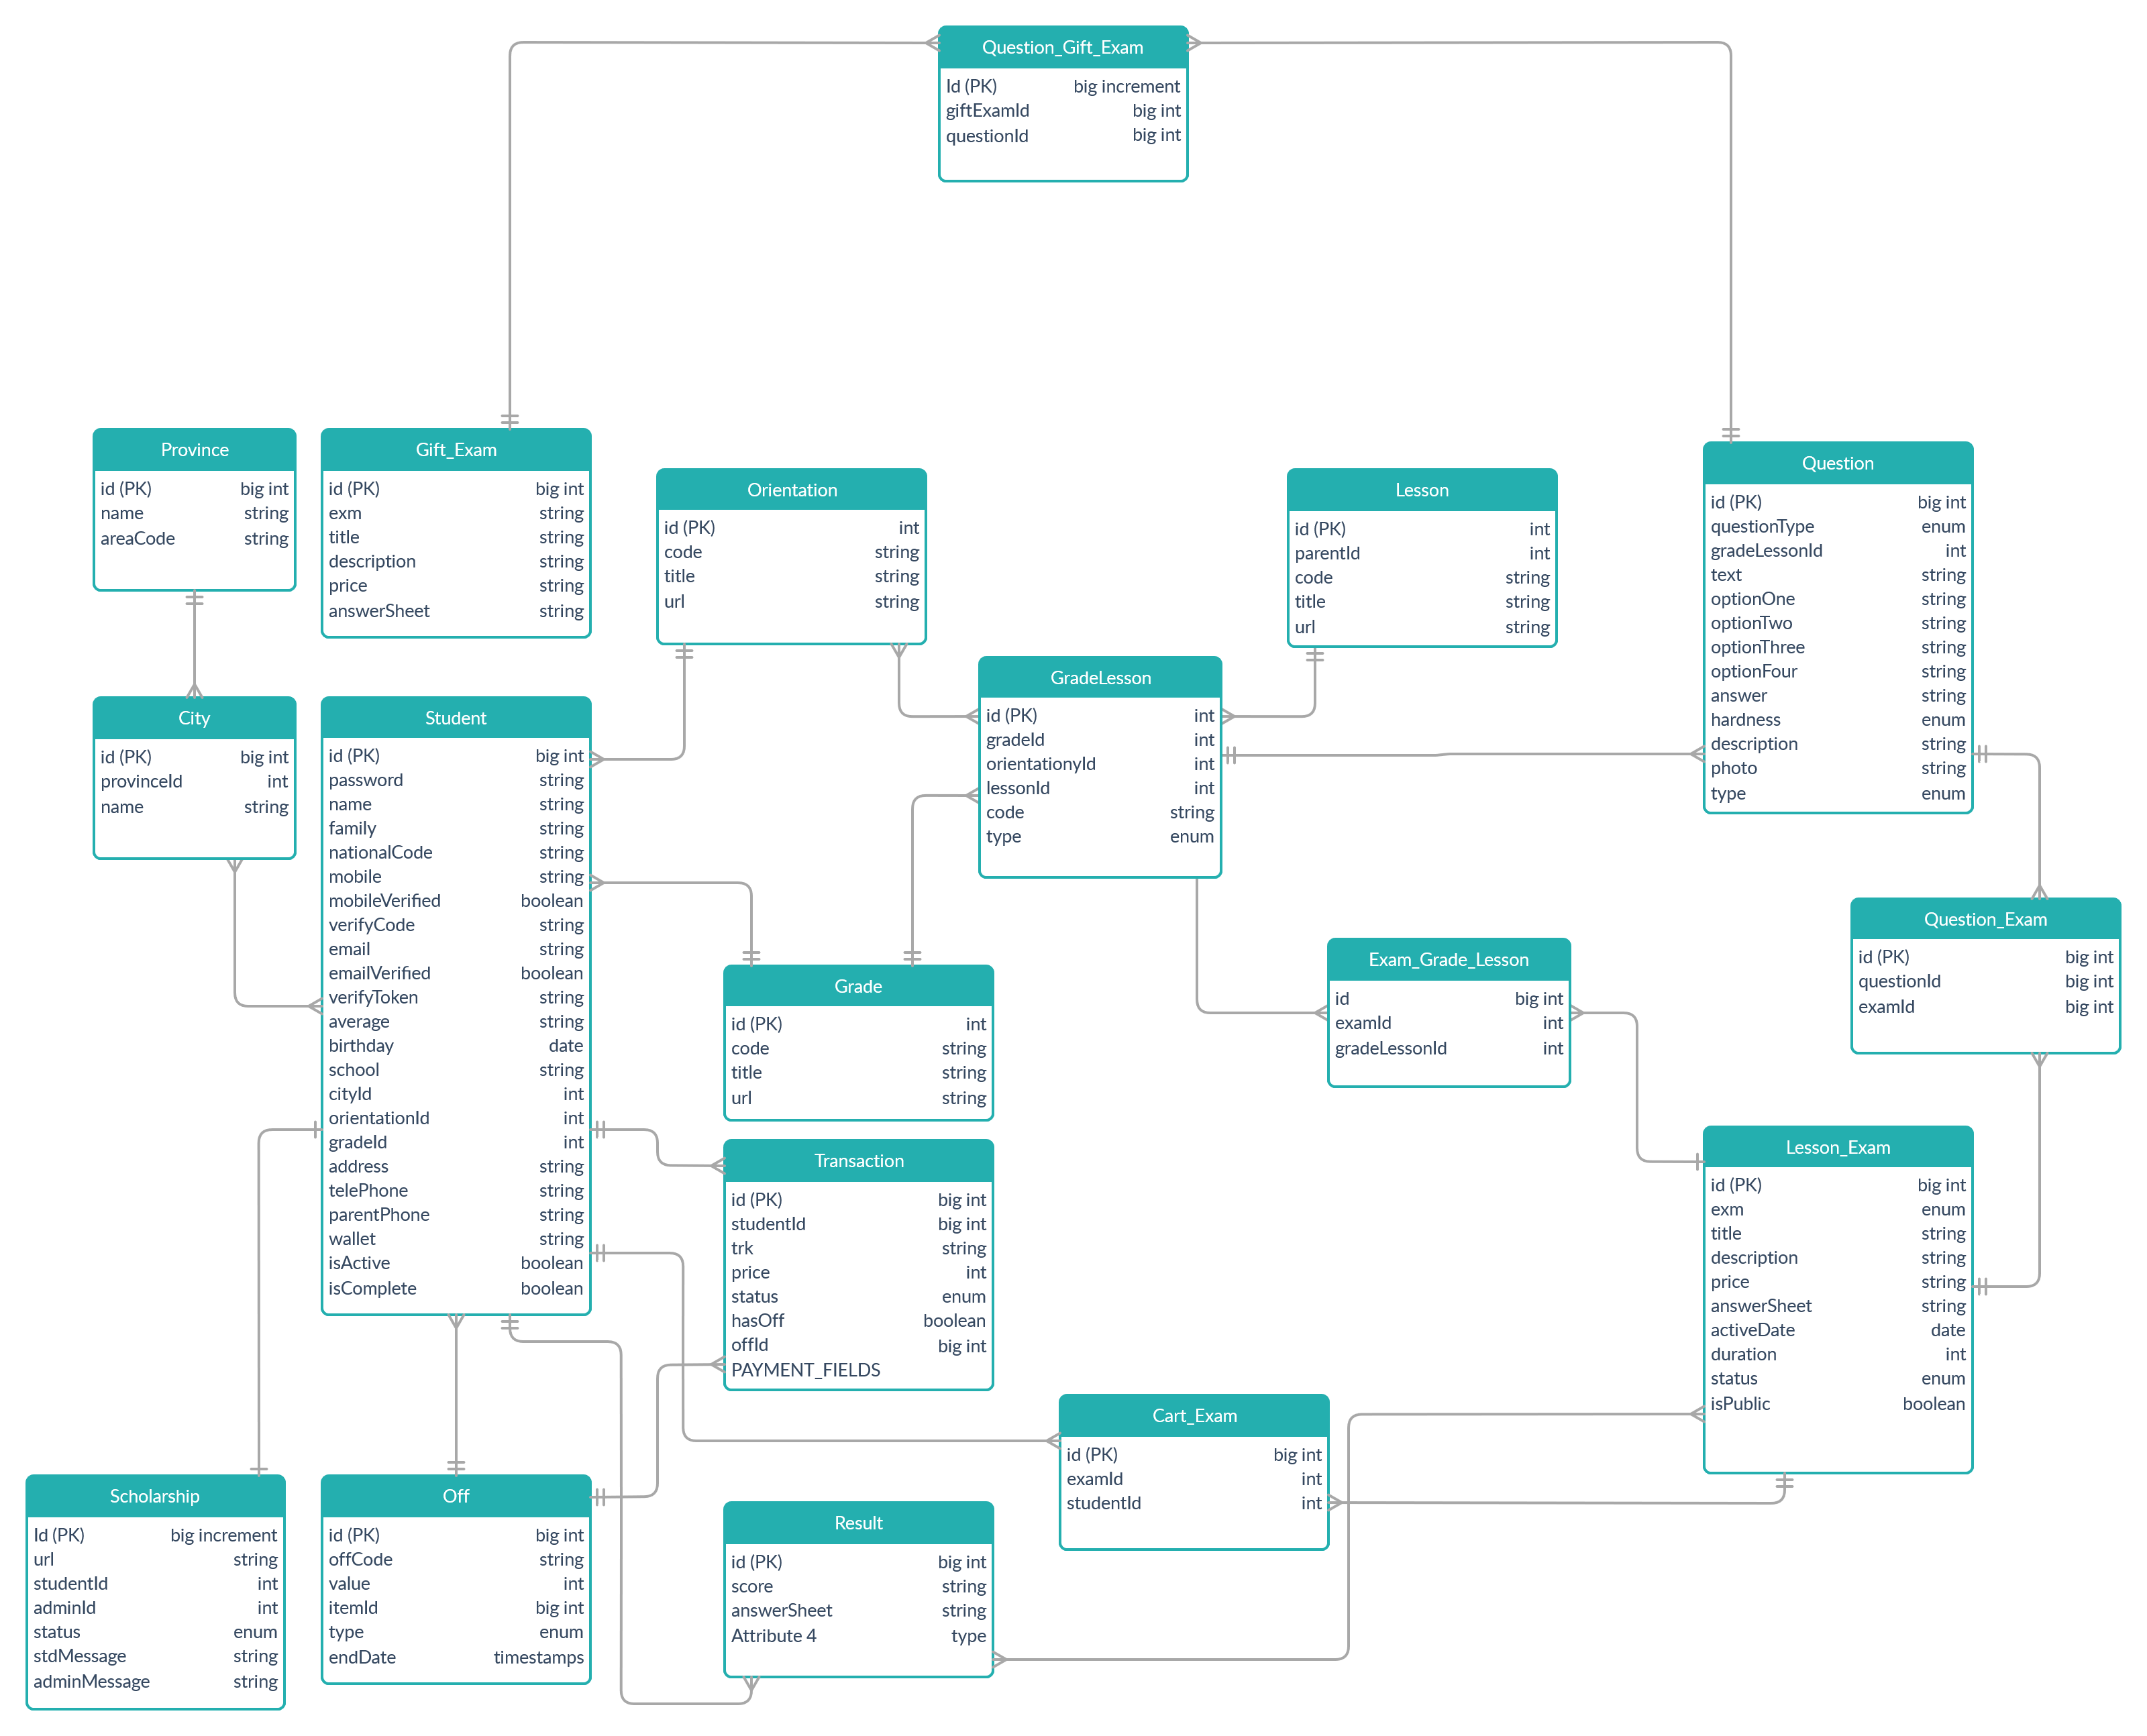 Question_Gift_Exam
Id (PK) big increment
giftExamId big int
questionId big int
Province
id (PK) big int
name string
areaCode string
Gift_Exam
id (PK) big int
exm string
title string
description string
price string
answerSheet string
Orientation
id (PK) int
code string
title string
url string
Lesson
id (PK) int
parentId int
code string
title string
url string
Question
id (PK) big int
questionType enum
gradeLessonId int
text string
optionOne string
optionTwo string
optionThree string
optionFour string
answer string
hardness enum
description string
photo string
type enum
GradeLesson
id (PK) int
gradeId int
orientationyId int
lessonId int
code string
type enum
City
id (PK) big int
provinceId int
name string
Student
id (PK) big int
password string
name string
family string
nationalCode string
mobile string
mobileVerified boolean
verifyCode string
email string
emailVerified boolean
verifyToken string
average string
birthday date
school string
cityId int
orientationId int
gradeId int
address string
telePhone string
parentPhone string
wallet string
isActive boolean
isComplete boolean
Grade
id (PK) int
code string
title string
url string
Exam_Grade_Lesson
id big int
examId int
gradeLessonId int
Question_Exam
id (PK) big int
questionId big int
examId big int
Transaction
id (PK) big int
studentId big int
trk string
price int
status enum
hasOff boolean
offId big int
PAYMENT_FIELDS
Lesson_Exam
id (PK) big int
exm enum
title string
description string
price string
answerSheet string
activeDate date
duration int
status enum
isPublic boolean
Cart_Exam
id (PK) big int
examId int
studentId int
Scholarship
Id (PK) big increment
url string
studentId int
adminId int
status enum
stdMessage string
adminMessage string
Off
id (PK) big int
offCode string
value int
itemId big int
type enum
endDate timestamps
Result
id (PK) big int
score string
answerSheet string
Attribute 4 type